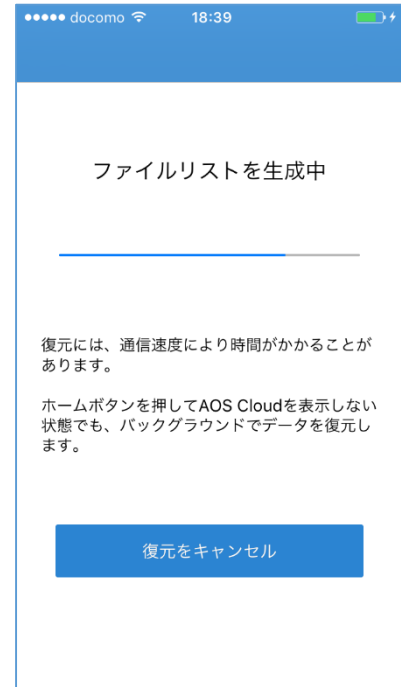 docomo 18:39
ファイルリストを生成中
復元には、通信速度により時間がかかることが
あります。
ホームボタンを押してAOS Cloudを表示しない
状態でも、バックグラウンドでデータを復元し
ます。
復元をキャンセル